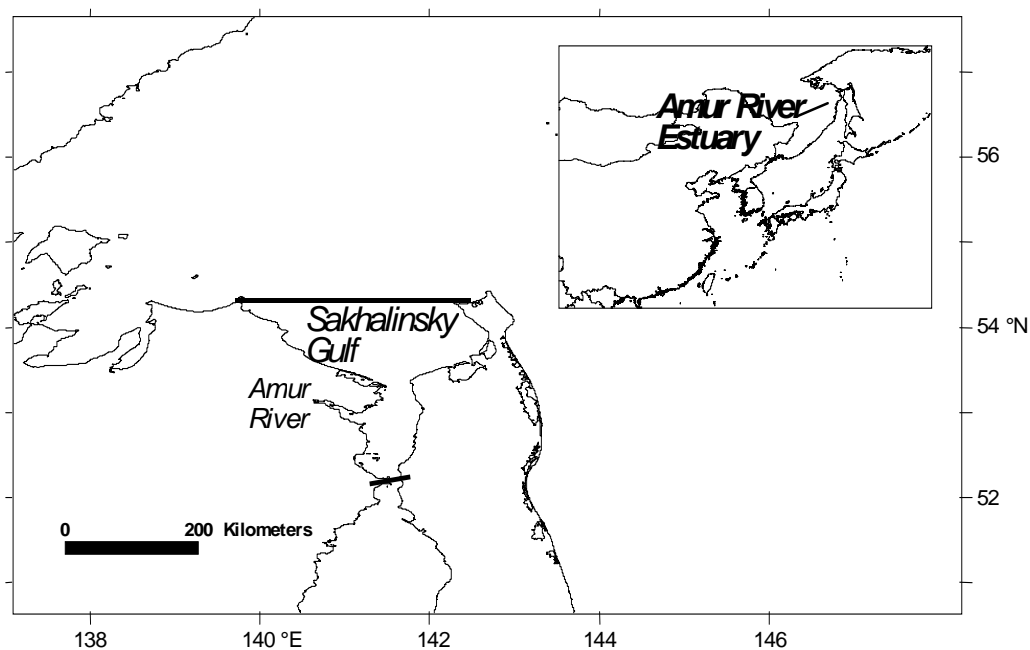 Amur River
Estuary
56
Sakhalinsky
Gulf
54 °N
Amur
River
52
0 200 Kilometers
138 140 °E 142 144 146